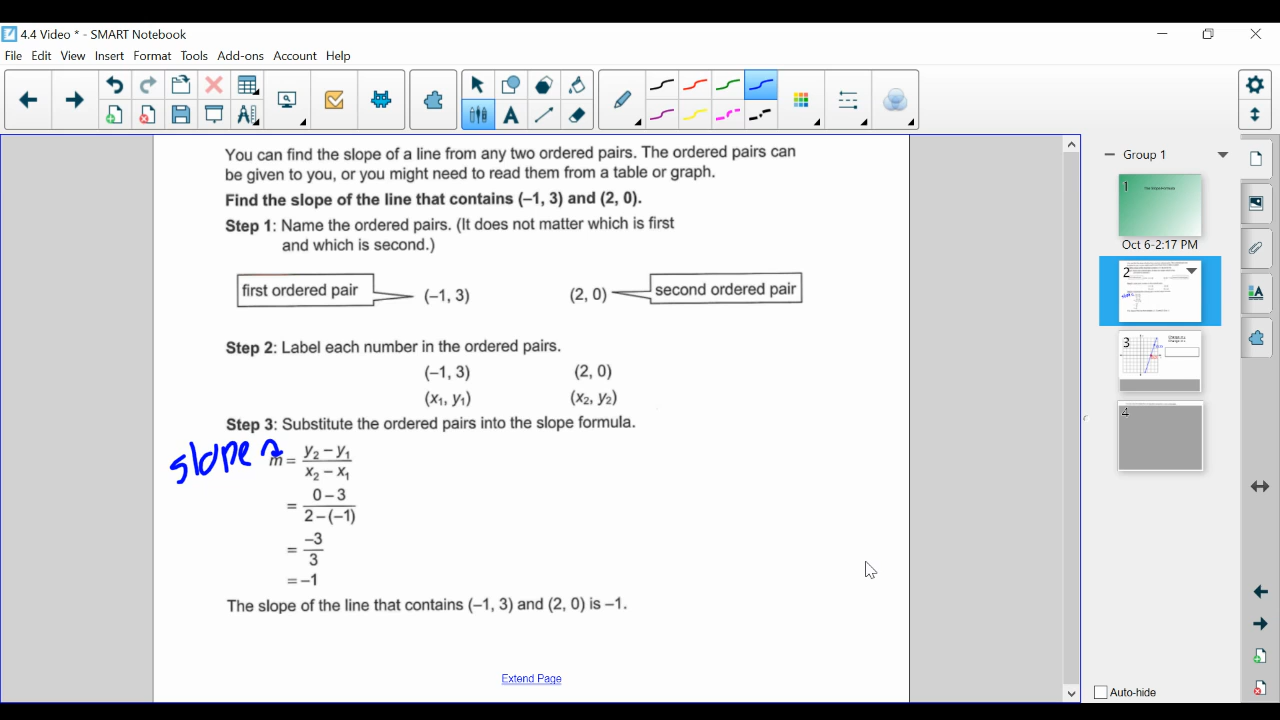 4.4 Video * - SMART Notebook
File Edit View Insert Format Tools Add-ons Account Help
You can find the slope of a line from any two ordered pairs. The ordered pairs can
be given to you, or you might need to read them from a table or graph.
Find the slope of the line that contains (–1, 3) and (2, 0).
Step 1: Name the ordered pairs. (It does not matter which is first
and which is second.)
first ordered pair (–1, 3) (2, 0) second ordered pair
Step 2: Label each number in the ordered pairs.
(–1, 3) (2, 0)
(x₁, y₁) (x₂, y₂)
Step 3: Substitute the ordered pairs into the slope formula.
slope
m = y₂ – y₁
x₂ – x₁
= 0 – 3
2 – (–1)
= –3
3
= –1
The slope of the line that contains (–1, 3) and (2, 0) is –1.
Extend Page
Group 1
1
Oct 6-2:17 PM
2
3
4
Auto-hide